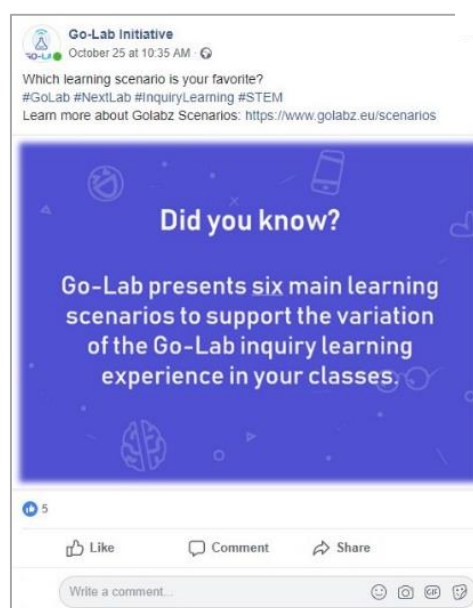 Go-Lab Initiative
October 25 at 10:35 AM ·
GO-LAB
Which learning scenario is your favorite?
#GoLab #NextLab #InquiryLearning #STEM
Learn more about Golabz Scenarios: https://www.golabz.eu/scenarios
Did you know?
Go-Lab presents six main learning
scenarios to support the variation
of the Go-Lab inquiry learning
experience in your classes.
5
Like Comment Share
Write a comment...
GIF